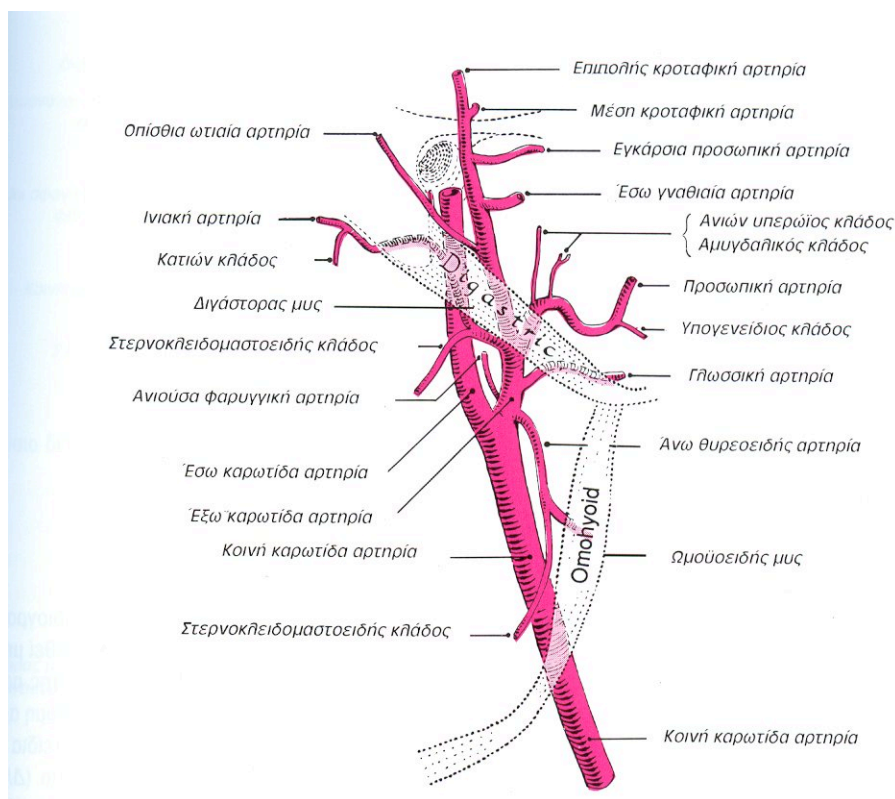 Επιπολής κροταφική αρτηρία
Μέση κροταφική αρτηρία
Οπίσθια ωτιαία αρτηρία
Εγκάρσια προσωπική αρτηρία
Έσω γναθιαία αρτηρία
Ινιακή αρτηρία
Ανιών υπερώϊος κλάδος
Αμυγδαλικός κλάδος
Κατιών κλάδος
Προσωπική αρτηρία
Διγάστορας μυς
Digastric
Υπογενείδιος κλάδος
Στερνοκλειδομαστοειδής κλάδος
Γλωσσική αρτηρία
Ανιούσα φαρυγγική αρτηρία
Άνω θυρεοειδής αρτηρία
Έσω καρωτίδα αρτηρία
Έξω καρωτίδα αρτηρία
Κοινή καρωτίδα αρτηρία
Omohyoid
Ωμοϋοειδής μυς
Στερνοκλειδομαστοειδής κλάδος
Κοινή καρωτίδα αρτηρία